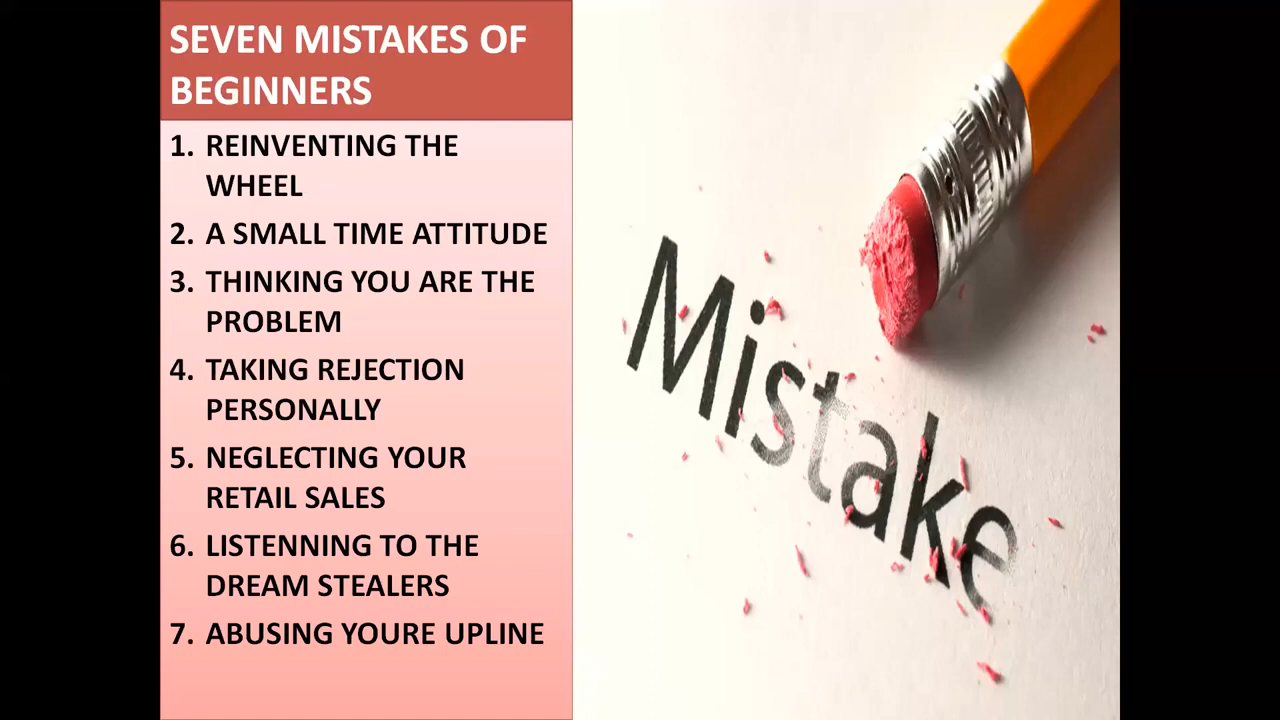 SEVEN MISTAKES OF
BEGINNERS
1. REINVENTING THE
WHEEL
2. A SMALL TIME ATTITUDE
3. THINKING YOU ARE THE
PROBLEM
4. TAKING REJECTION
PERSONALLY
5. NEGLECTING YOUR
RETAIL SALES
6. LISTENNING TO THE
DREAM STEALERS
7. ABUSING YOURE UPLINE
Mistake